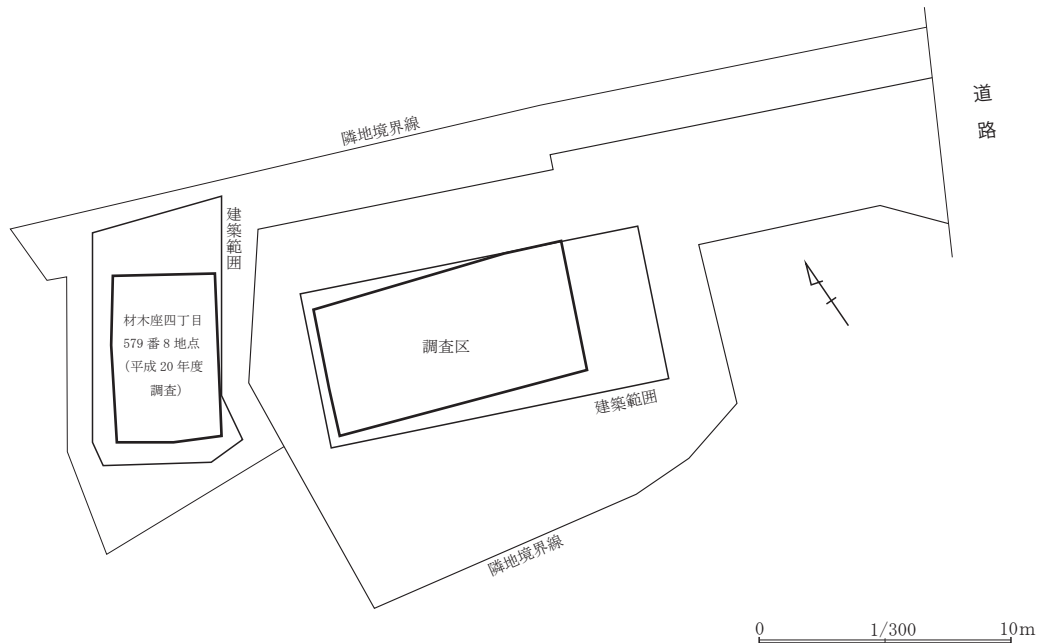 道路
隣地境界線
建築範囲
材木座四丁目
579 番 8 地点
(平成 20 年度
調査)
調査区
建築範囲
隣地境界線
0 1/300 10m